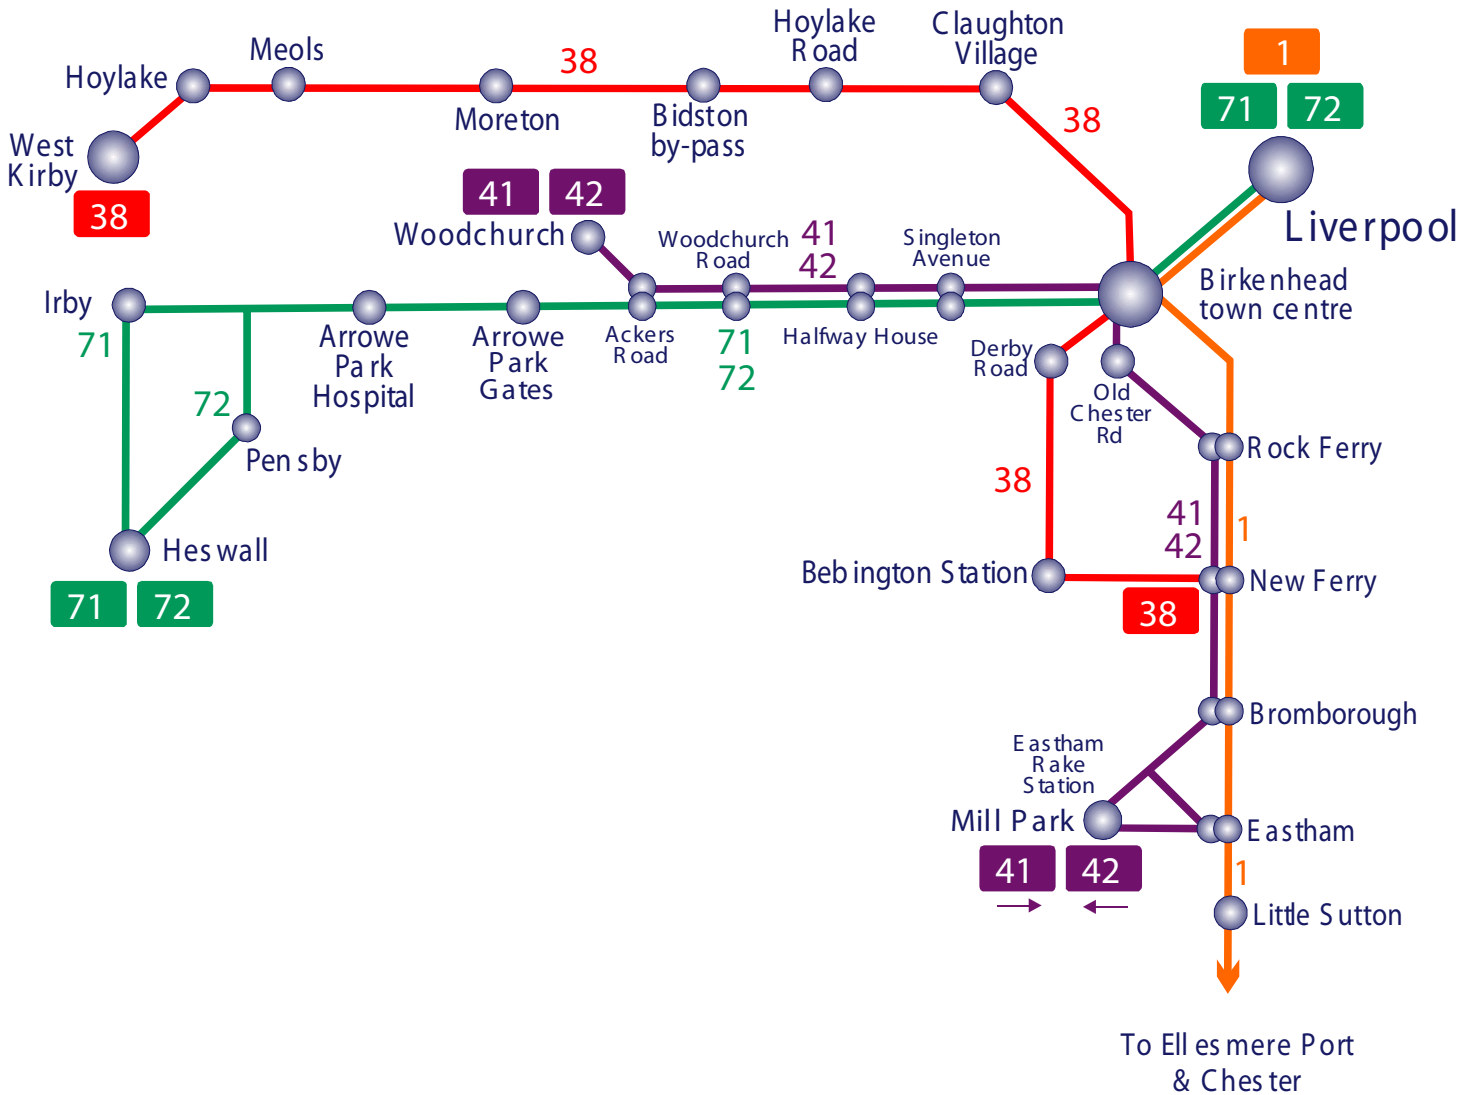 Hoylake
Road
Claughton
Village
1
71 72
Meols
38
Hoylake
Moreton
Bidston
by-pass
38
West
Kirby
38
41 42
Woodchurch
Woodchurch
Road
41
42
Singleton
Avenue
Liverpool
Birkenhead
town centre
Irby
71
Arrowe
Park
Hospital
Arrowe
Park
Gates
Ackers
Road
71
72
Halfway House
Derby
Road
Old
Chester
Rd
72
Pensby
Rock Ferry
38
41
42
1
Heswall
71 72
Bebington Station
New Ferry
38
Bromborough
Eastham
Rake
Station
Mill Park
Eastham
41 42
1
Little Sutton
To Ellesmere Port
& Chester